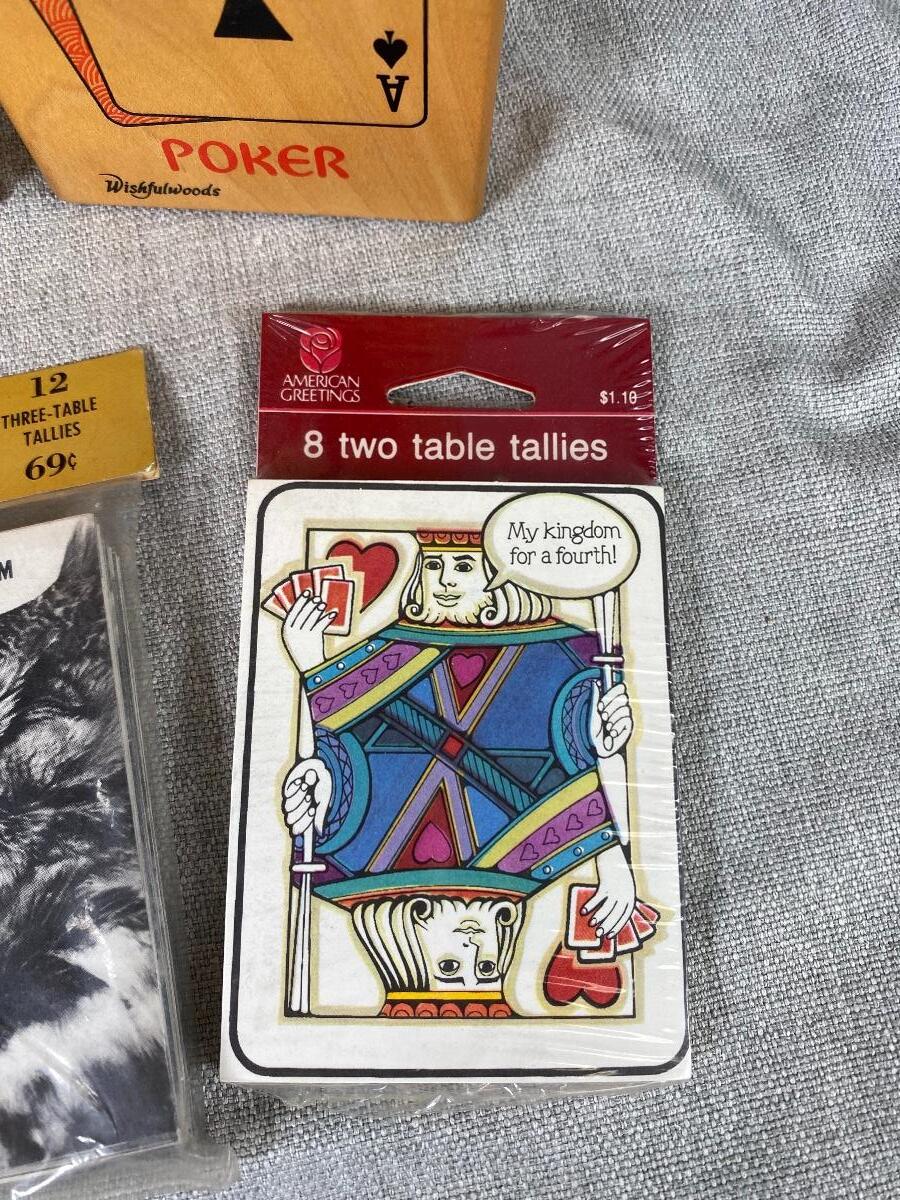 A
POKER
Wishfulwoods
12
THREE-TABLE
TALLIES
69¢
M
AMERICAN
GREETINGS
$1.10
8 two table tallies
My kingdom
for a fourth!